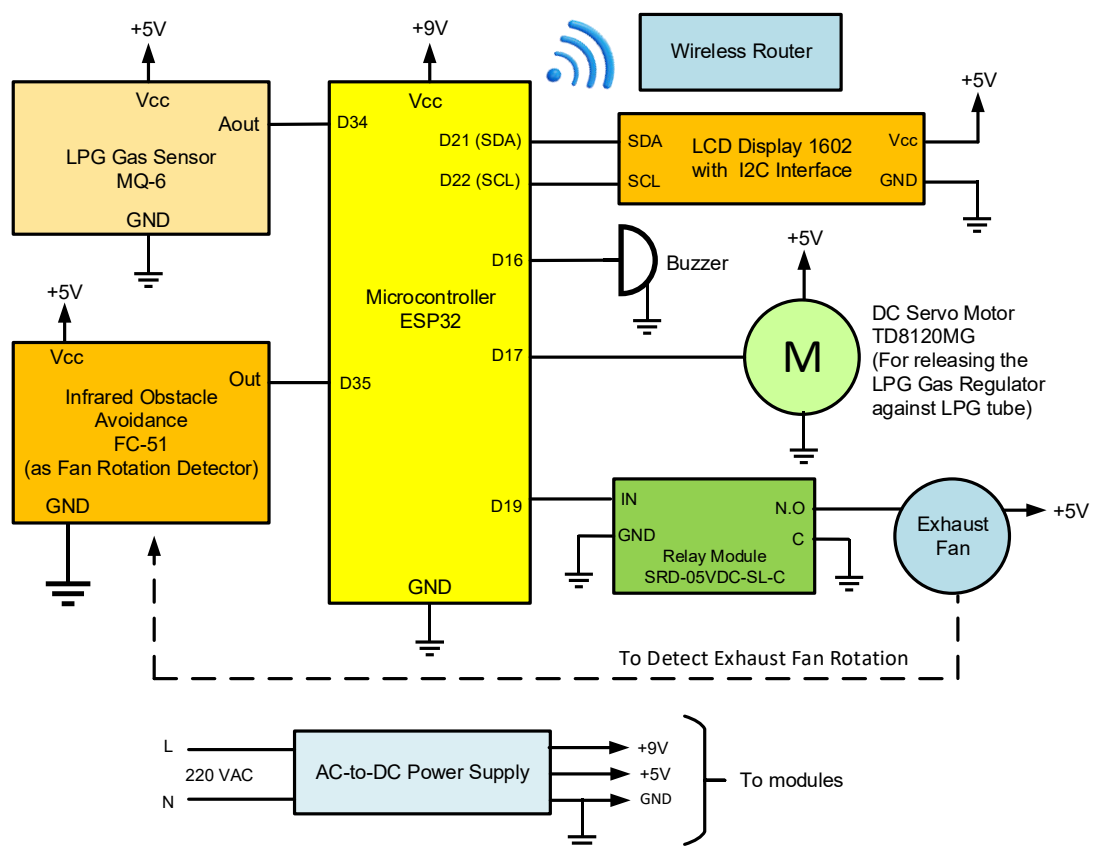 +5V
Vcc
Aout
LPG Gas Sensor
MQ-6
GND
+5V
Vcc
Out
Infrared Obstacle
Avoidance
FC-51
(as Fan Rotation Detector)
GND
+9V
Vcc
D34
D21 (SDA)
D22 (SCL)
D16
Microcontroller
ESP32
D17
D35
D19
GND
Wireless Router
+5V
SDA
SCL
LCD Display 1602
with I2C Interface
Vcc
GND
Buzzer
+5V
M
DC Servo Motor
TD8120MG
(For releasing the
LPG Gas Regulator
against LPG tube)
IN
GND
N.O
C
Relay Module
SRD-05VDC-SL-C
Exhaust
Fan
+5V
To Detect Exhaust Fan Rotation
L
220 VAC
N
AC-to-DC Power Supply
+9V
+5V
GND
To modules